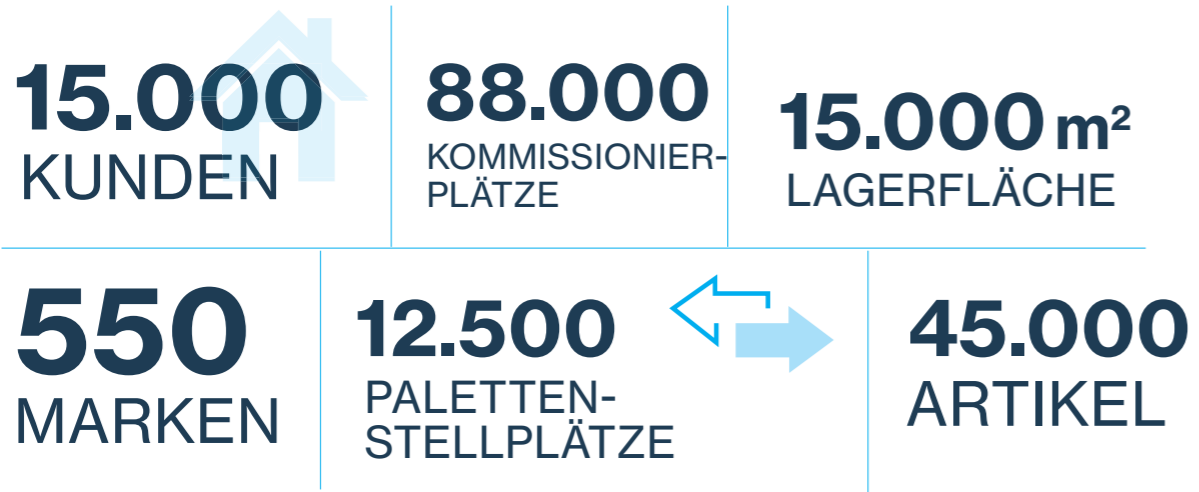 15.000
KUNDEN
88.000
KOMMISSIONIER-
PLÄTZE
15.000 m²
LAGERFLÄCHE
550
MARKEN
12.500
PALETTEN-
STELLPLÄTZE
45.000
ARTIKEL